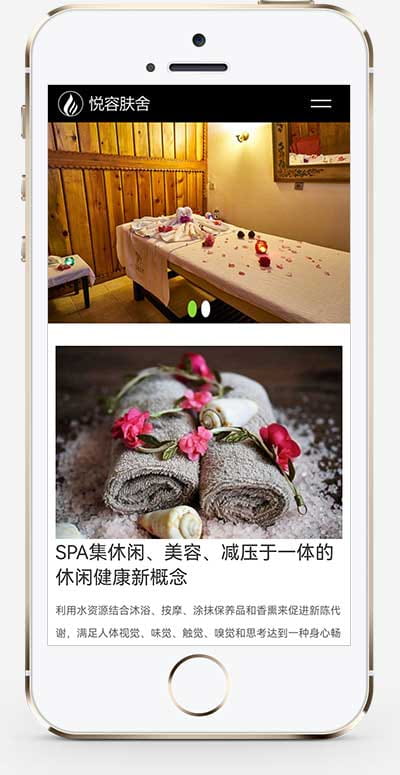 悦容肤舍
SPA集休闲、美容、减压于一体的
休闲健康新概念
利用水资源结合沐浴、按摩、涂抹保养品和香熏来促进新陈代
谢，满足人体视觉、味觉、触觉、嗅觉和思考达到一种身心畅